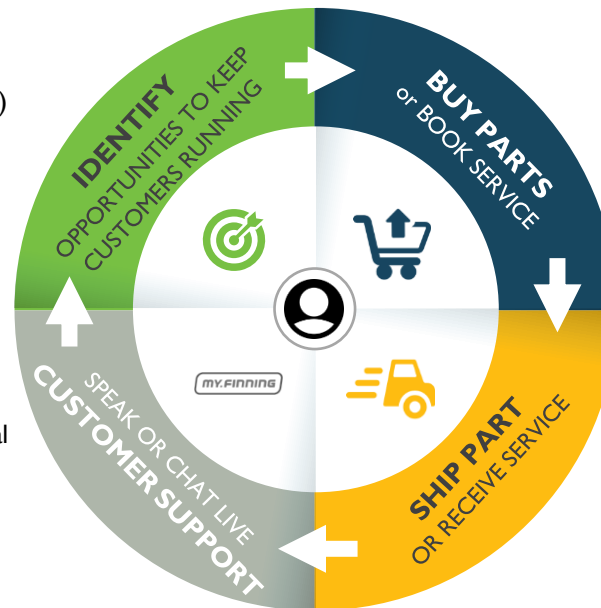 )
al
IDENTIFY
OPPORTUNITIES TO KEEP
CUSTOMERS RUNNING
BUY PARTS
or BOOK SERVICE
SHIP PART
OR RECEIVE SERVICE
SPEAK OR CHAT LIVE
CUSTOMER SUPPORT
MY.FINNING